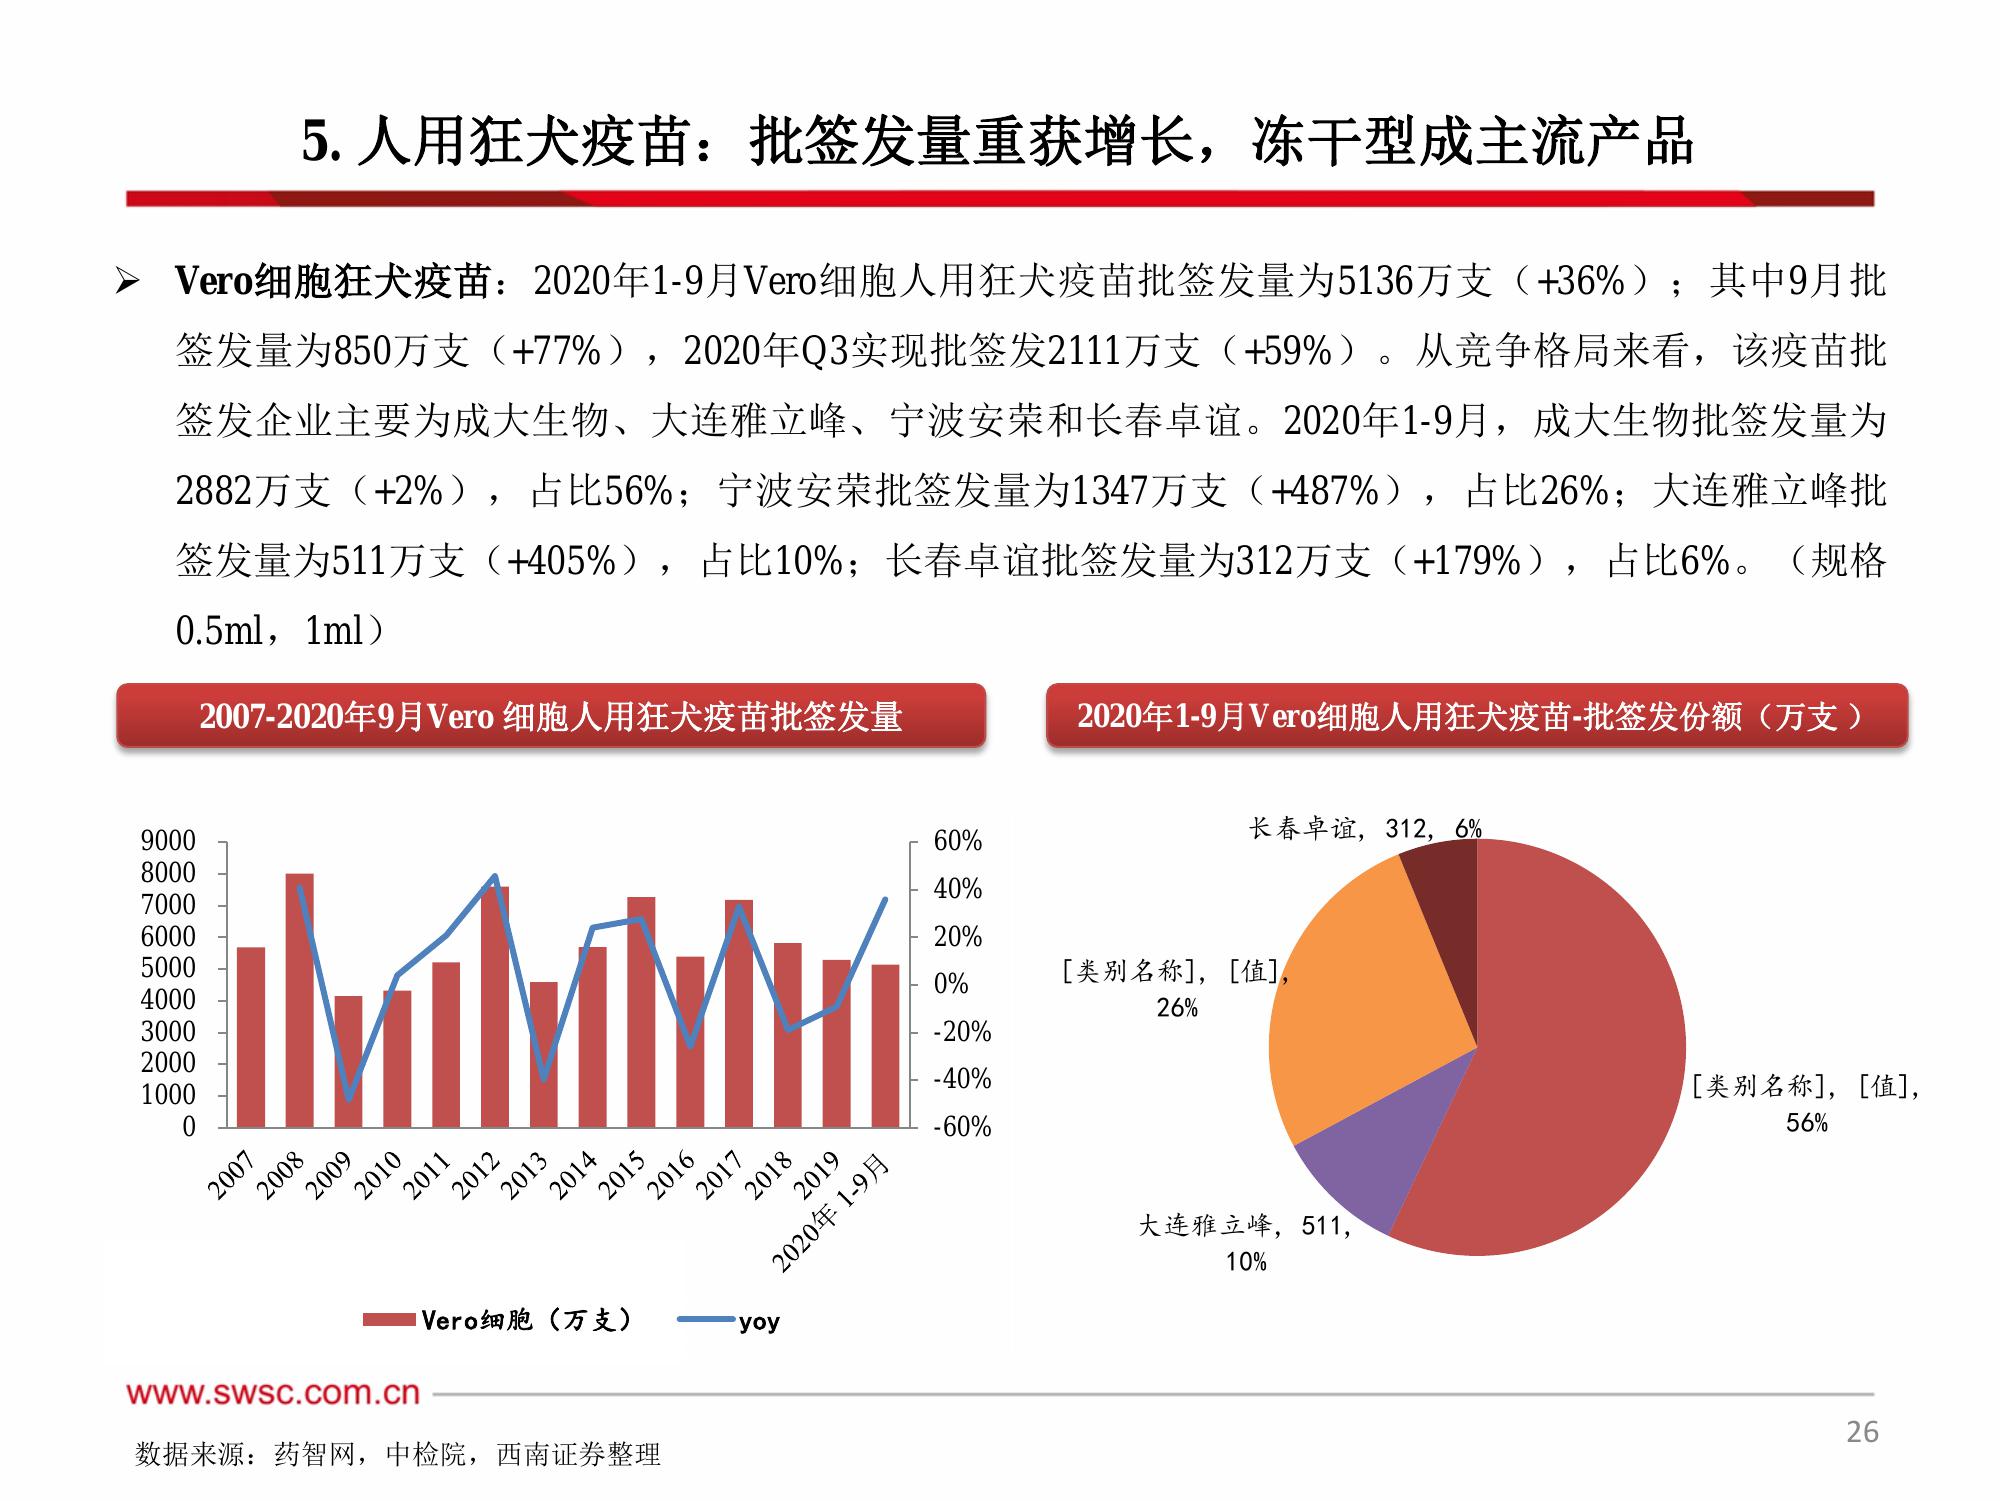 5. 人用狂犬疫苗：批签发量重获增长，冻干型成主流产品
➢ Vero细胞狂犬疫苗：2020年1-9月Vero细胞人用狂犬疫苗批签发量为5136万支（+36%）；其中9月批
签发量为850万支（+77%），2020年Q3实现批签发2111万支（+59%）。从竞争格局来看，该疫苗批
签发企业主要为成大生物、大连雅立峰、宁波安荣和长春卓谊。2020年1-9月，成大生物批签发量为
2882万支（+2%），占比56%；宁波安荣批签发量为1347万支（+487%），占比26%；大连雅立峰批
签发量为511万支（+405%），占比10%；长春卓谊批签发量为312万支（+179%），占比6%。（规格
0.5ml，1ml）
2007-2020年9月Vero 细胞人用狂犬疫苗批签发量
9000
8000
7000
6000
5000
4000
3000
2000
1000
0
60%
40%
20%
0%
-20%
-40%
-60%
2007
2008
2009
2010
2011
2012
2013
2014
2015
2016
2017
2018
2019
2020年1-9月
Vero细胞（万支）
yoy
2020年1-9月Vero细胞人用狂犬疫苗-批签发份额（万支 ）
长春卓谊, 312, 6%
[类别名称], [值],
26%
[类别名称], [值],
56%
大连雅立峰, 511,
10%
www.swsc.com.cn
26
数据来源：药智网，中检院，西南证券整理